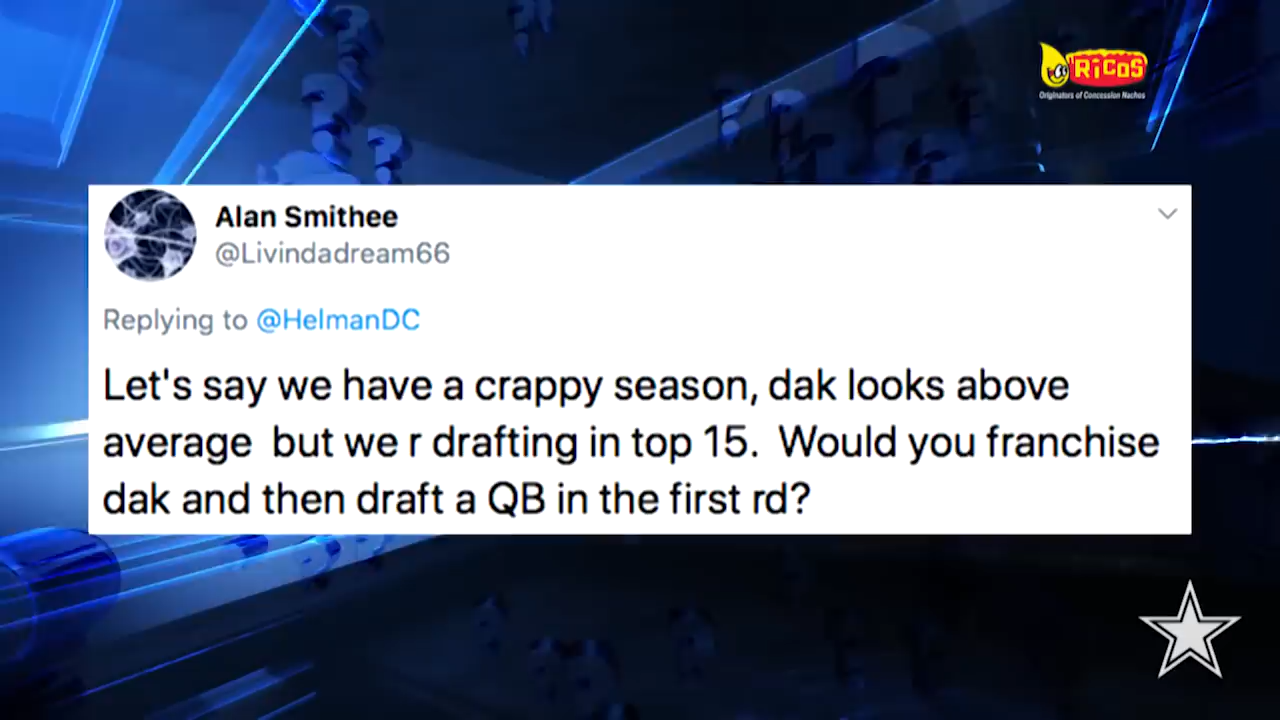 RICOS
Originators of Concession Nachos
Alan Smithee
@Livindadream66
Replying to @HelmanDC
Let's say we have a crappy season, dak looks above
average  but we r drafting in top 15.  Would you franchise
dak and then draft a QB in the first rd?